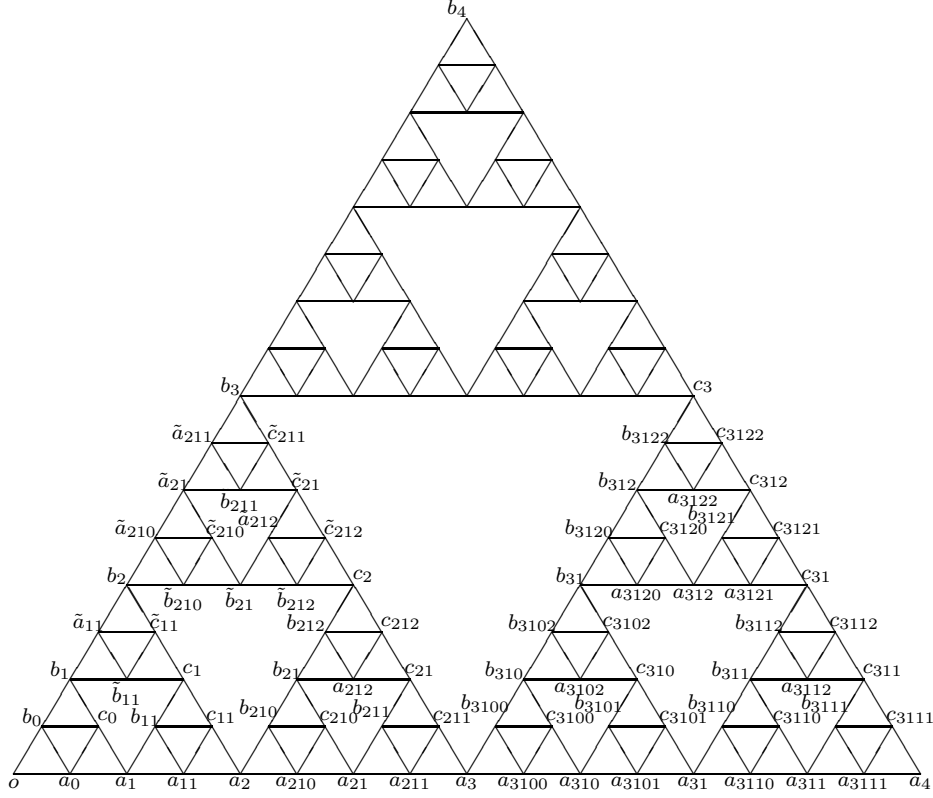 b₄
b₃ c₃
ã₂₁₁ c̃₂₁₁ b₃₁₂₂ c₃₁₂₂
ã₂₁ c̃₂₁ b₃₁₂ c₃₁₂
b₂₁₁ a₃₁₂₂
ã₂₁₂ b₃₁₂₁
ã₂₁₀ c̃₂₁₀ c̃₂₁₂ b₃₁₂₀ c₃₁₂₀ c₃₁₂₁
b₂ c₂ b₃₁ c₃₁
b̃₂₁₀ b̃₂₁ b̃₂₁₂ a₃₁₂₀ a₃₁₂ a₃₁₂₁
ã₁₁ c̃₁₁ b₂₁₂ c₂₁₂ b₃₁₀₂ c₃₁₀₂ b₃₁₁₂ c₃₁₁₂
b₁ c₁ b₂₁ c₂₁ b₃₁₀ c₃₁₀ b₃₁₁ c₃₁₁
b̃₁₁ a₂₁₂ a₃₁₀₂ a₃₁₁₂
b₂₁₀ b₂₁₁ b₃₁₀₀ b₃₁₀₁ b₃₁₁₀ b₃₁₁₁
b₀ c₀ b₁₁ c₁₁ c₂₁₀ c₂₁₁ c₃₁₀₀ c₃₁₀₁ c₃₁₁₀ c₃₁₁₁
o a₀ a₁ a₁₁ a₂ a₂₁₀ a₂₁ a₂₁₁ a₃ a₃₁₀₀ a₃₁₀ a₃₁₀₁ a₃₁ a₃₁₁₀ a₃₁₁ a₃₁₁₁ a₄